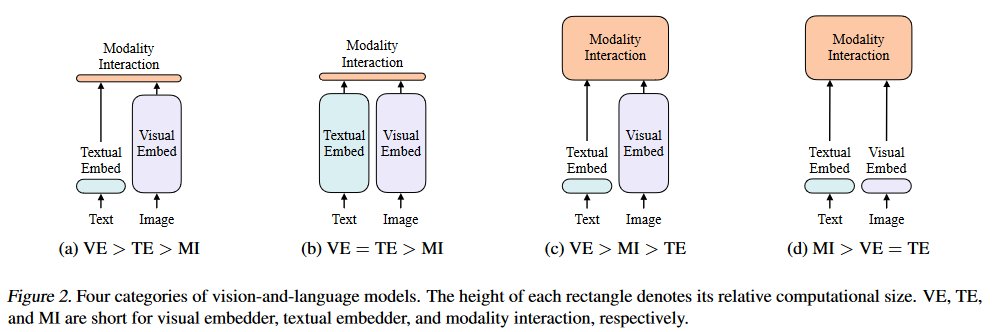 Modality
Interaction
Textual
Embed
Visual
Embed
Text
Image
(a) VE > TE > MI
Modality
Interaction
Textual
Embed
Visual
Embed
Text
Image
(b) VE = TE > MI
Modality
Interaction
Textual
Embed
Visual
Embed
Text
Image
(c) VE > MI > TE
Modality
Interaction
Textual
Embed
Visual
Embed
Text
Image
(d) MI > VE = TE
Figure 2. Four categories of vision-and-language models. The height of each rectangle denotes its relative computational size. VE, TE,
and MI are short for visual embedder, textual embedder, and modality interaction, respectively.